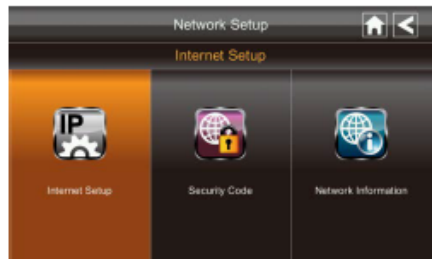 Network Setup
Internet Setup
IP
Internet Setup
Security Code
Network Information